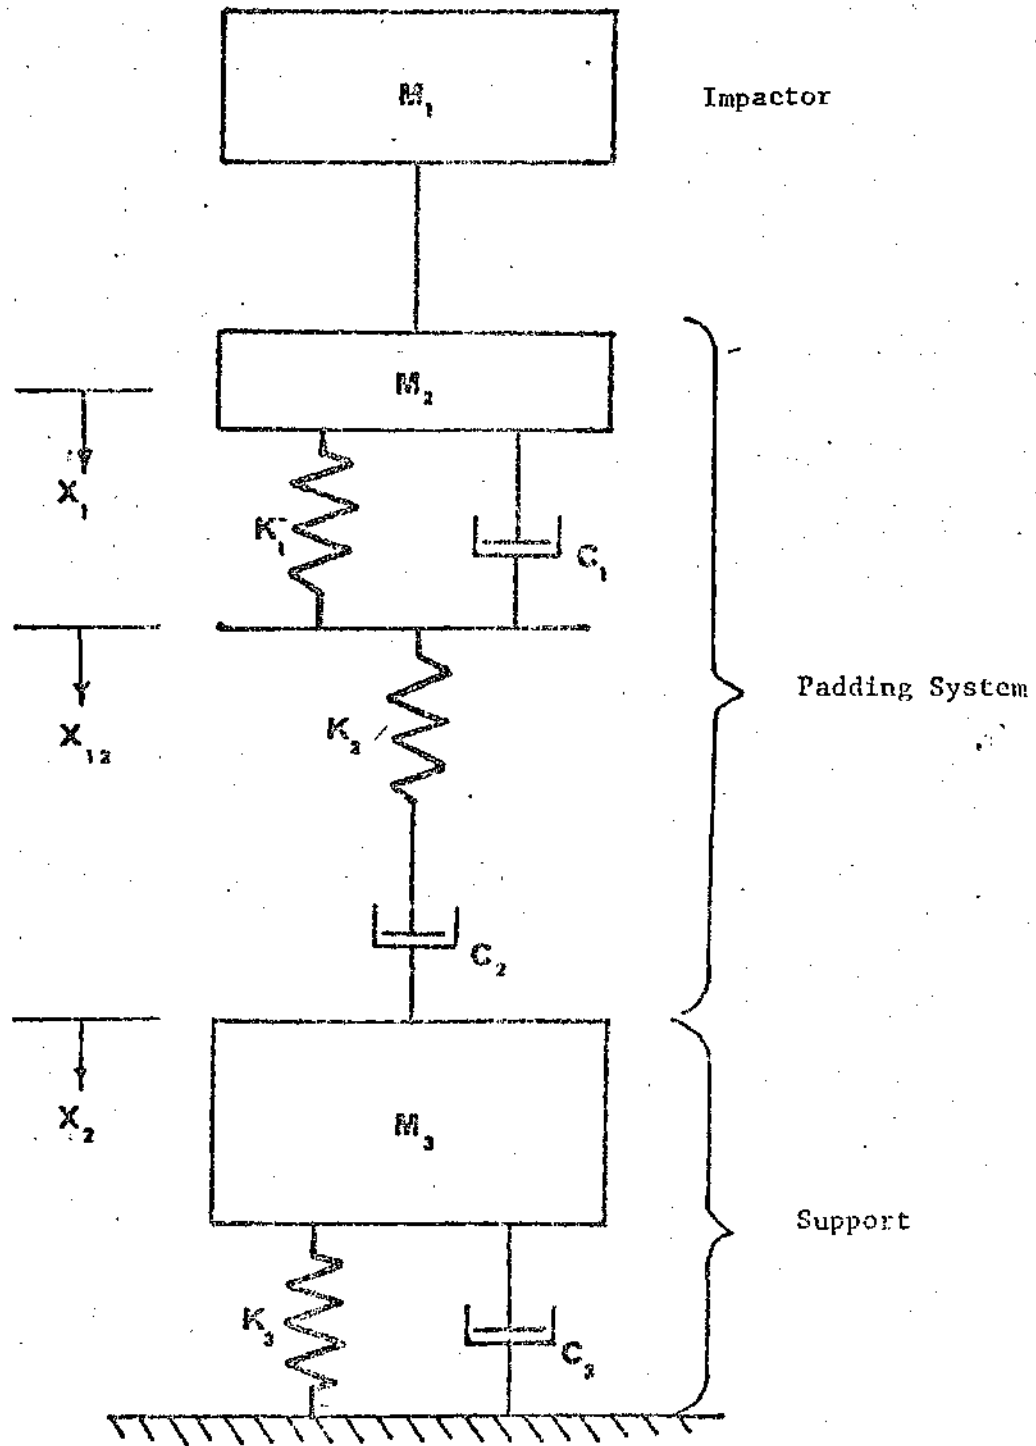 M₁
Impactor
M₂
X₁
K₁
C₁
X₁₂
K₂
Padding System
C₂
X₂
M₃
Support
K₃
C₃